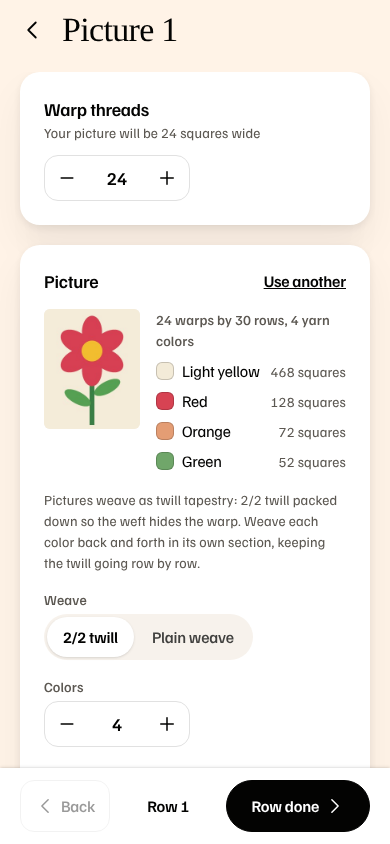 Picture 1
Warp threads
Your picture will be 24 squares wide
24
Picture
Use another
24 warps by 30 rows, 4 yarn
colors
Light yellow 468 squares
Red 128 squares
Orange 72 squares
Green 52 squares
Pictures weave as twill tapestry: 2/2 twill packed
down so the weft hides the warp. Weave each
color back and forth in its own section, keeping
the twill going row by row.
Weave
2/2 twill Plain weave
Colors
4
Back Row 1 Row done